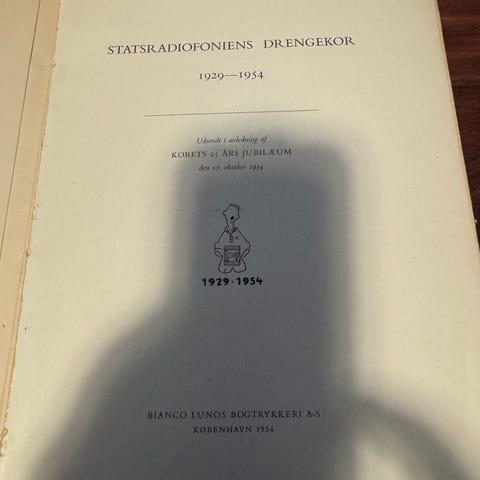 STATSRADIOFONIENS DRENGEKOR
1929—1954
Udsendt i anledning af
KORETS 25 ÅRS JUBILÆUM
den 17. oktober 1954
1929-1954
BIANCO LUNOS BOGTRYKKERI A-S
KØBENHAVN 1954